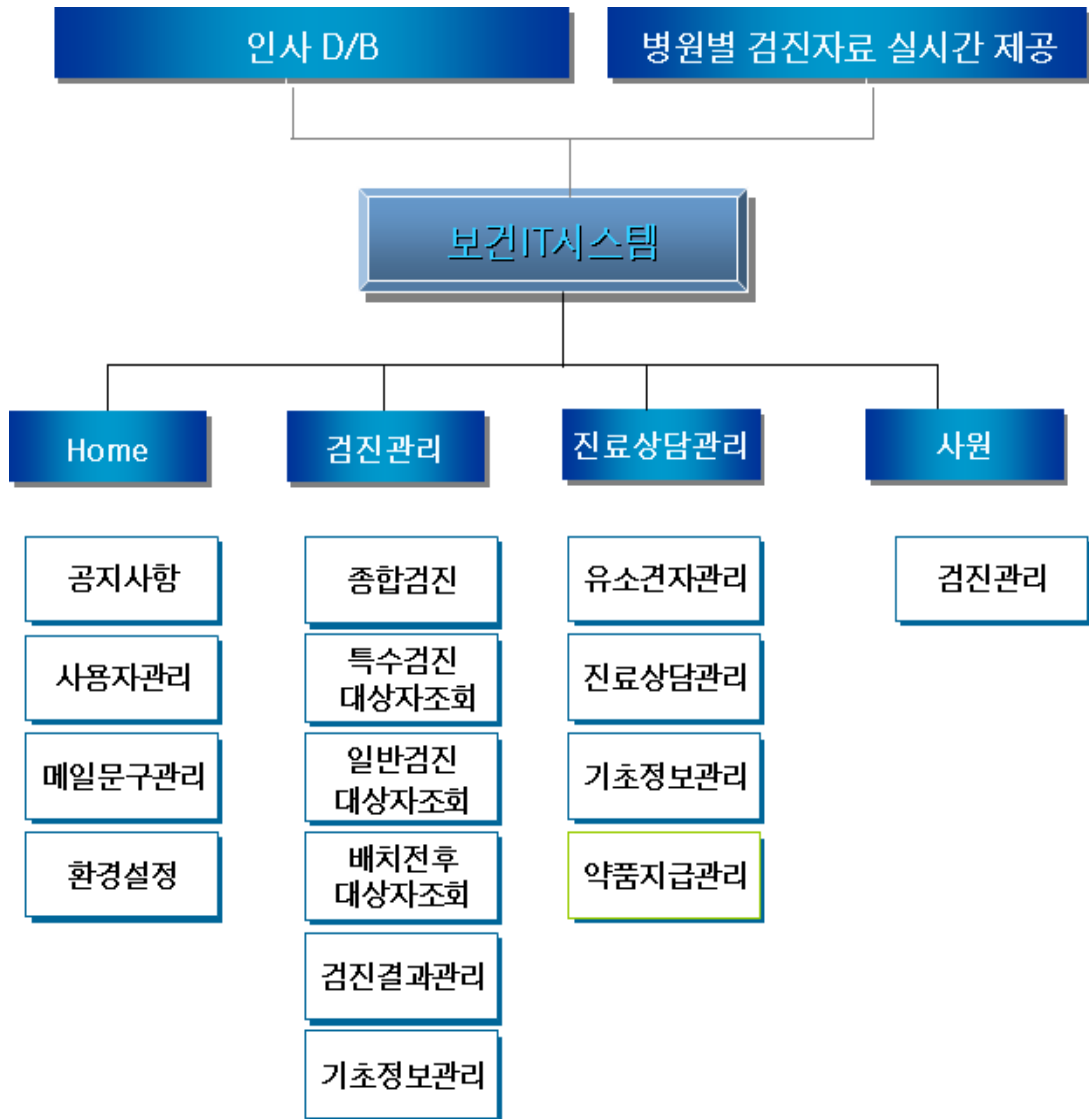 인사 D/B
병원별 검진자료 실시간 제공
보건IT시스템
Home
검진관리
진료상담관리
사원
공지사항
사용자관리
메일문구관리
환경설정
종합검진
특수검진
대상자조회
일반검진
대상자조회
배치전후
대상자조회
검진결과관리
기초정보관리
유소견자관리
진료상담관리
기초정보관리
약품지급관리
검진관리